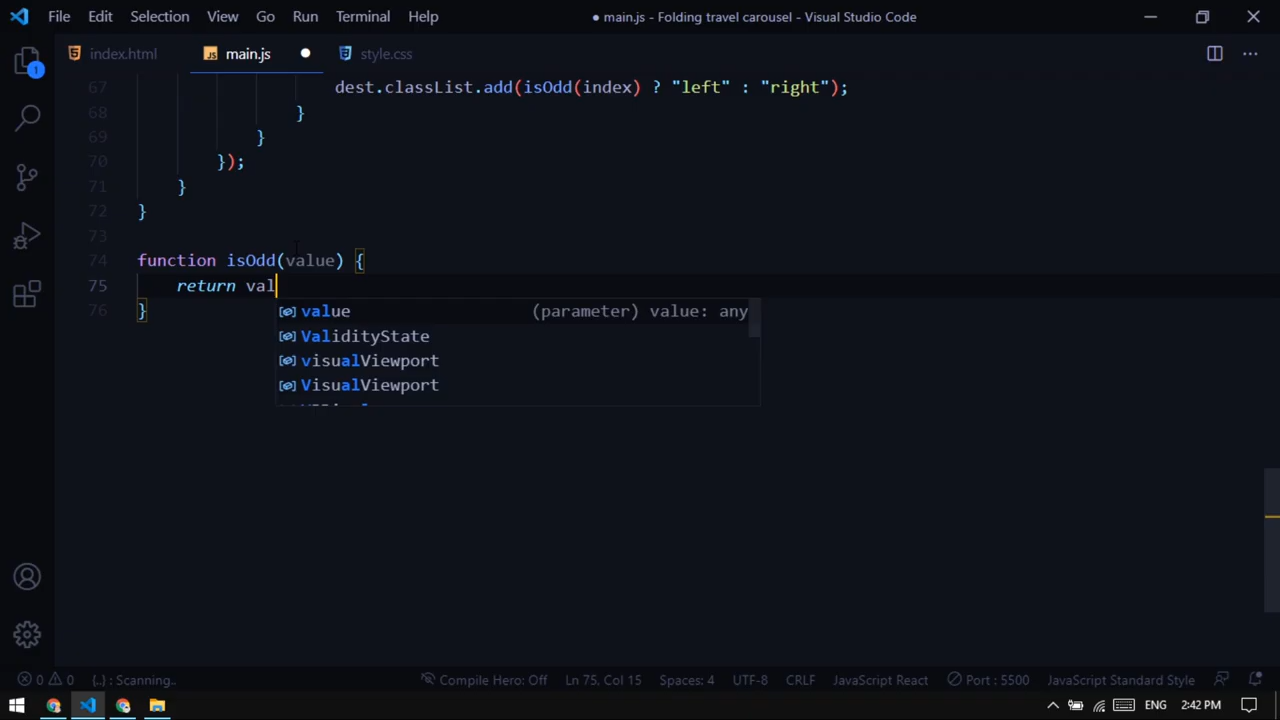 File Edit Selection View Go Run Terminal Help ● main.js - Folding travel carousel - Visual Studio Code
index.html JS main.js ● style.css
1
67 dest.classList.add(isOdd(index) ? "left" : "right");
68 }
69 }
70 });
71 }
72 }
73
74 function isOdd(value) {
75 return val
76 }
value (parameter) value: any
ValidityState
visualViewport
VisualViewport
0 0 {..} : Scanning.. Compile Hero: Off Ln 75, Col 15 Spaces: 4 UTF-8 CRLF JavaScript React Port : 5500 JavaScript Standard Style
ENG 2:42 PM